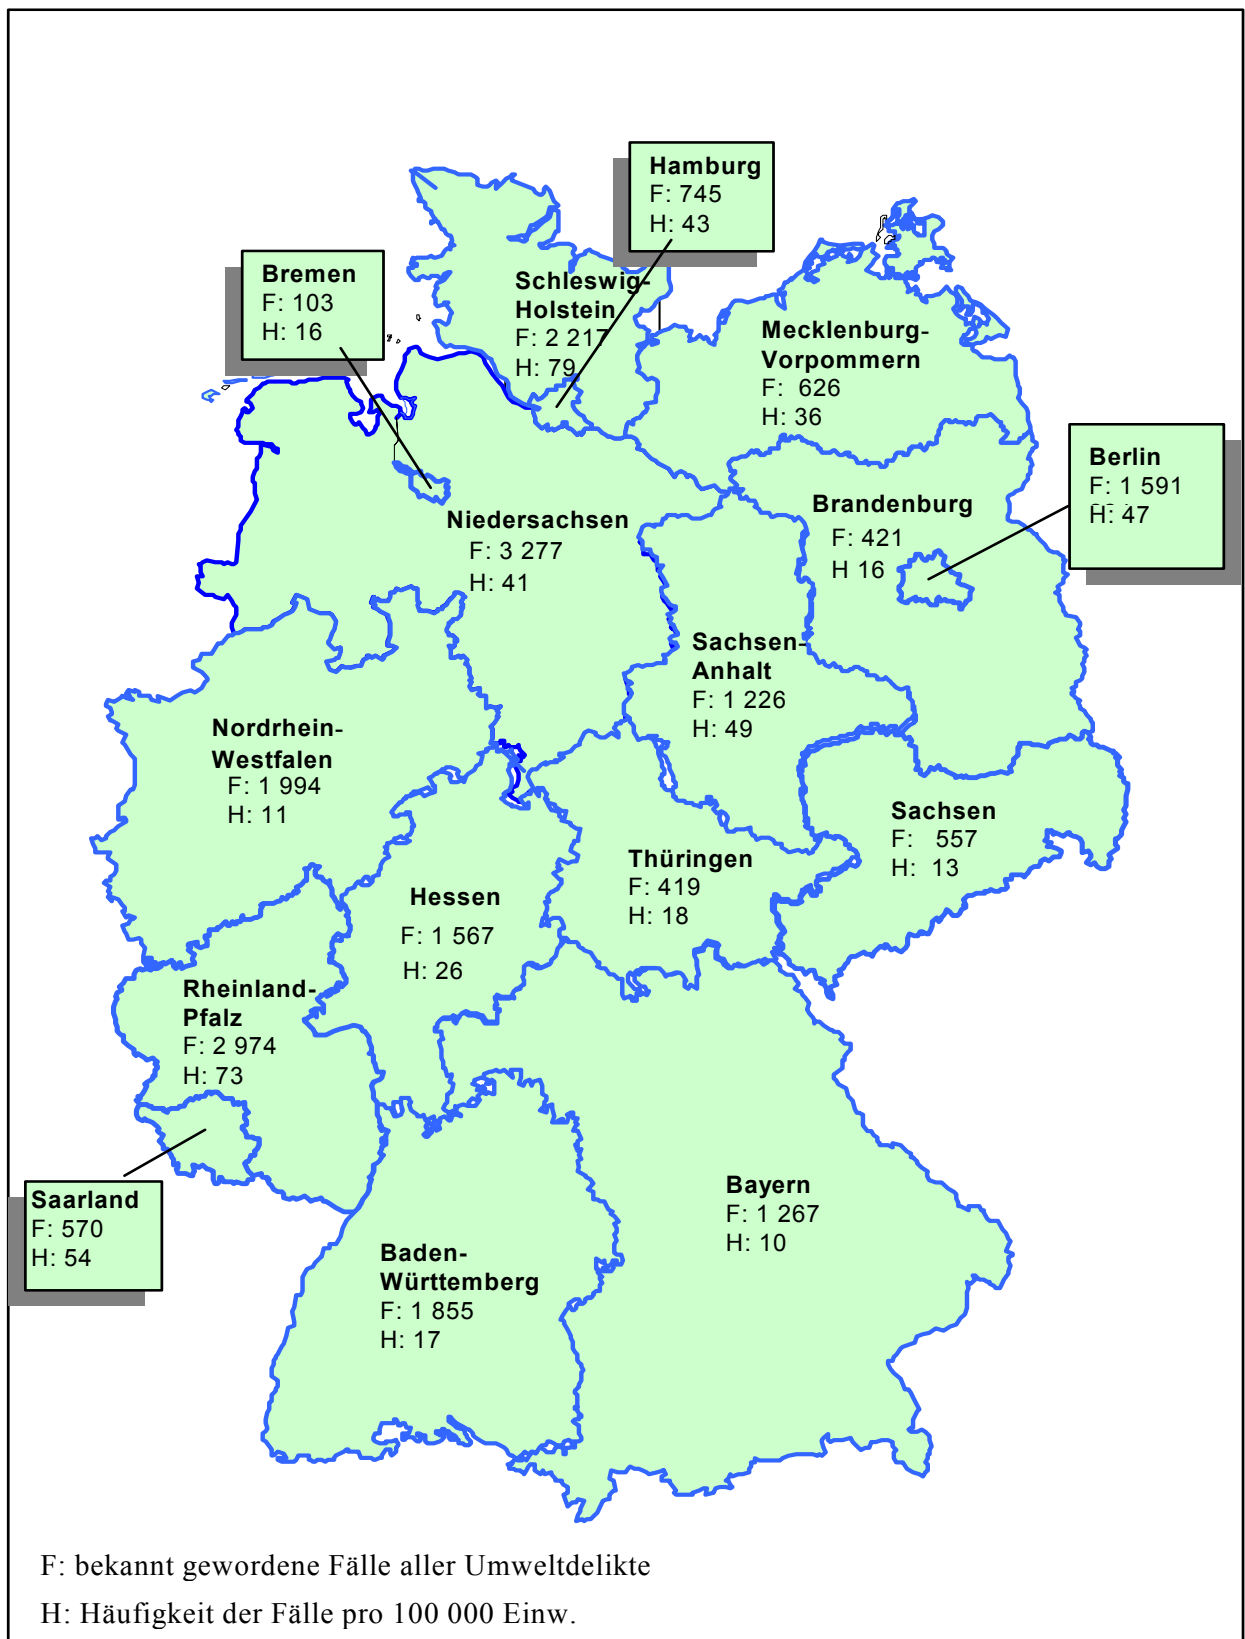 Hamburg
F: 745
H: 43
Bremen
F: 103
H: 16
Schleswig-
Holstein
F: 2 217
H: 79
Mecklenburg-
Vorpommern
F: 626
H: 36
Berlin
F: 1 591
H: 47
Brandenburg
F: 421
H 16
Niedersachsen
F: 3 277
H: 41
Sachsen-
Anhalt
F: 1 226
H: 49
Nordrhein-
Westfalen
F: 1 994
H: 11
Sachsen
F: 557
H: 13
Thüringen
F: 419
H: 18
Hessen
F: 1 567
H: 26
Rheinland-
Pfalz
F: 2 974
H: 73
Saarland
F: 570
H: 54
Bayern
F: 1 267
H: 10
Baden-
Württemberg
F: 1 855
H: 17
F: bekannt gewordene Fälle aller Umweltdelikte
H: Häufigkeit der Fälle pro 100 000 Einw.